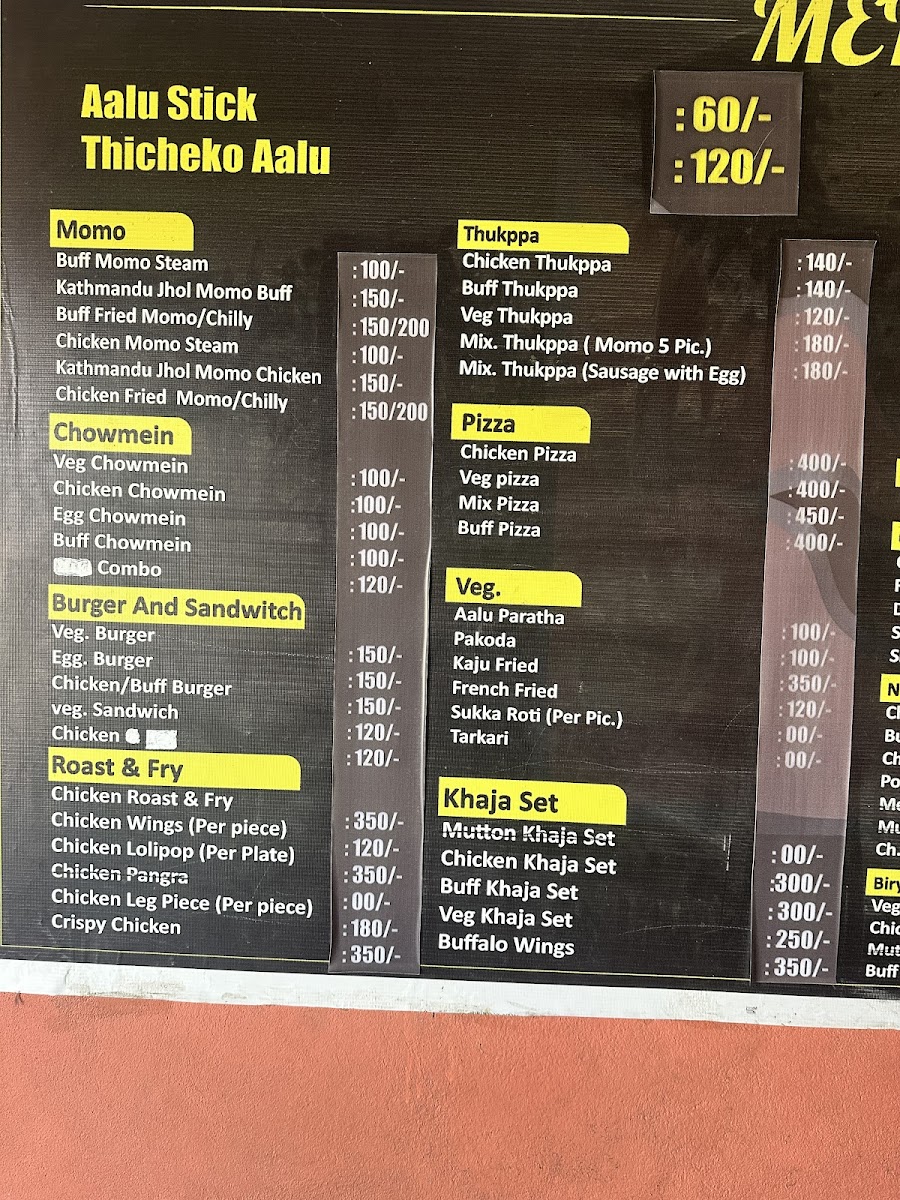 ME
Aalu Stick : 60/-
Thicheko Aalu : 120/-
Momo
Buff Momo Steam : 100/-
Kathmandu Jhol Momo Buff : 150/-
Buff Fried Momo/Chilly : 150/200
Chicken Momo Steam : 100/-
Kathmandu Jhol Momo Chicken : 150/-
Chicken Fried Momo/Chilly : 150/200
Chowmein
Veg Chowmein : 100/-
Chicken Chowmein :100/-
Egg Chowmein : 100/-
Buff Chowmein : 100/-
Combo : 120/-
Burger And Sandwitch
Veg. Burger : 150/-
Egg. Burger : 150/-
Chicken/Buff Burger : 150/-
veg. Sandwich : 120/-
Chicken : 120/-
Roast & Fry
Chicken Roast & Fry : 350/-
Chicken Wings (Per piece) : 120/-
Chicken Lolipop (Per Plate) : 350/-
Chicken Pangra : 00/-
Chicken Leg Piece (Per piece) : 180/-
Crispy Chicken : 350/-
Thukppa
Chicken Thukppa : 140/-
Buff Thukppa : 140/-
Veg Thukppa : 120/-
Mix. Thukppa ( Momo 5 Pic.) : 180/-
Mix. Thukppa (Sausage with Egg) : 180/-
Pizza
Chicken Pizza : 400/-
Veg pizza : 400/-
Mix Pizza : 450/-
Buff Pizza : 400/-
Veg.
Aalu Paratha : 100/-
Pakoda : 100/-
Kaju Fried : 350/-
French Fried : 120/-
Sukka Roti (Per Pic.) : 00/-
Tarkari : 00/-
Khaja Set
Mutton Khaja Set : 00/-
Chicken Khaja Set :300/-
Buff Khaja Set : 300/-
Veg Khaja Set : 250/-
Buffalo Wings : 350/-
Biry
Veg
Chic
Mut
Buff